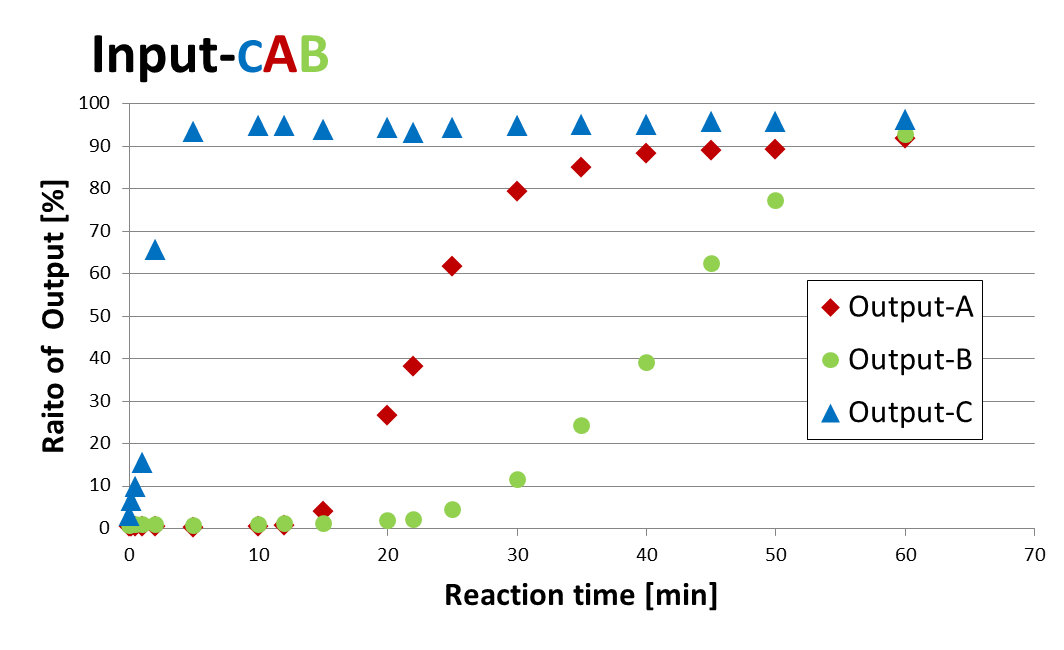 Input-CAB
100
90
80
70
60
50
40
30
20
10
0
Raito of Output [%]
0 10 20 30 40 50 60 70
Reaction time [min]
Output-A
Output-B
Output-C